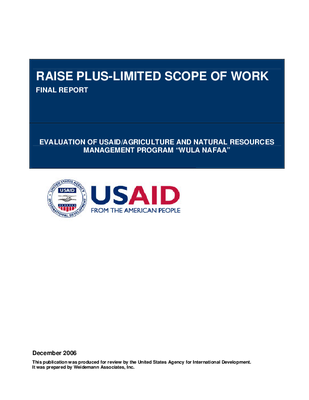 RAISE PLUS-LIMITED SCOPE OF WORK
FINAL REPORT
EVALUATION OF USAID/AGRICULTURE AND NATURAL RESOURCES
MANAGEMENT PROGRAM “WULA NAFAA”
USAID
FROM THE AMERICAN PEOPLE
December 2006
This publication was produced for review by the United States Agency for International Development.
It was prepared by Weidemann Associates, Inc.